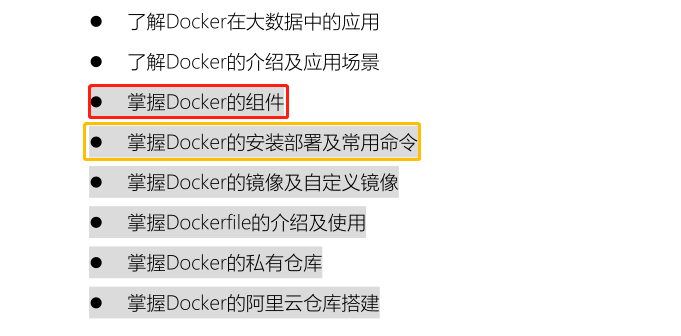 ● 了解Docker在大数据中的应用
● 了解Docker的介绍及应用场景
● 掌握Docker的组件
● 掌握Docker的安装部署及常用命令
● 掌握Docker的镜像及自定义镜像
● 掌握Dockerfile的介绍及使用
● 掌握Docker的私有仓库
● 掌握Docker的阿里云仓库搭建